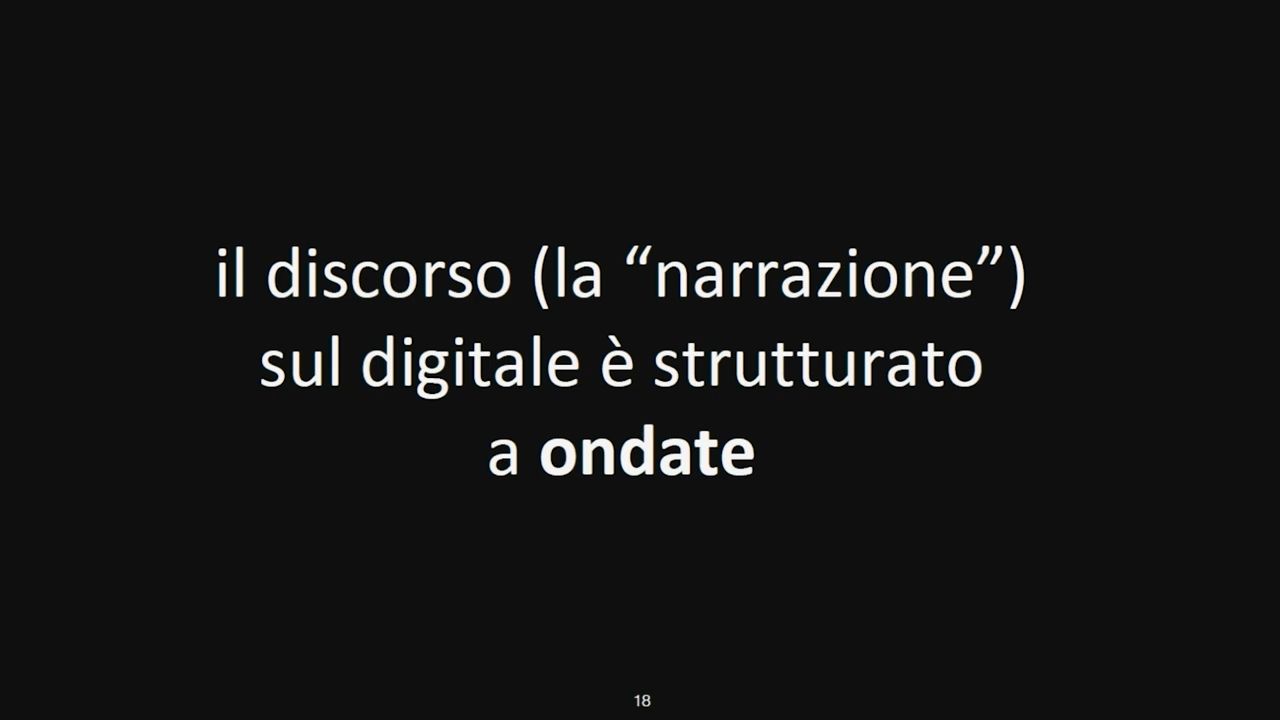 il discorso (la “narrazione”)
sul digitale è strutturato
a ondate
18